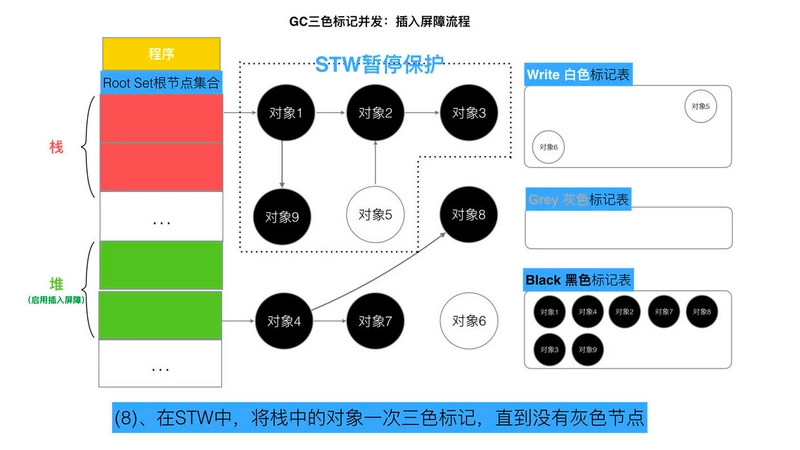 GC三色标记并发：插入屏障流程
程序
Root Set根节点集合
栈
...
堆
(启用插入屏障)
...
STW暂停保护
对象1
对象2
对象3
对象9
对象5
对象8
对象4
对象7
对象6
Write 白色标记表
对象5
对象6
Grey 灰色标记表
Black 黑色标记表
对象1 对象4 对象2 对象7 对象8
对象3 对象9
(8)、在STW中，将栈中的对象一次三色标记，直到没有灰色节点